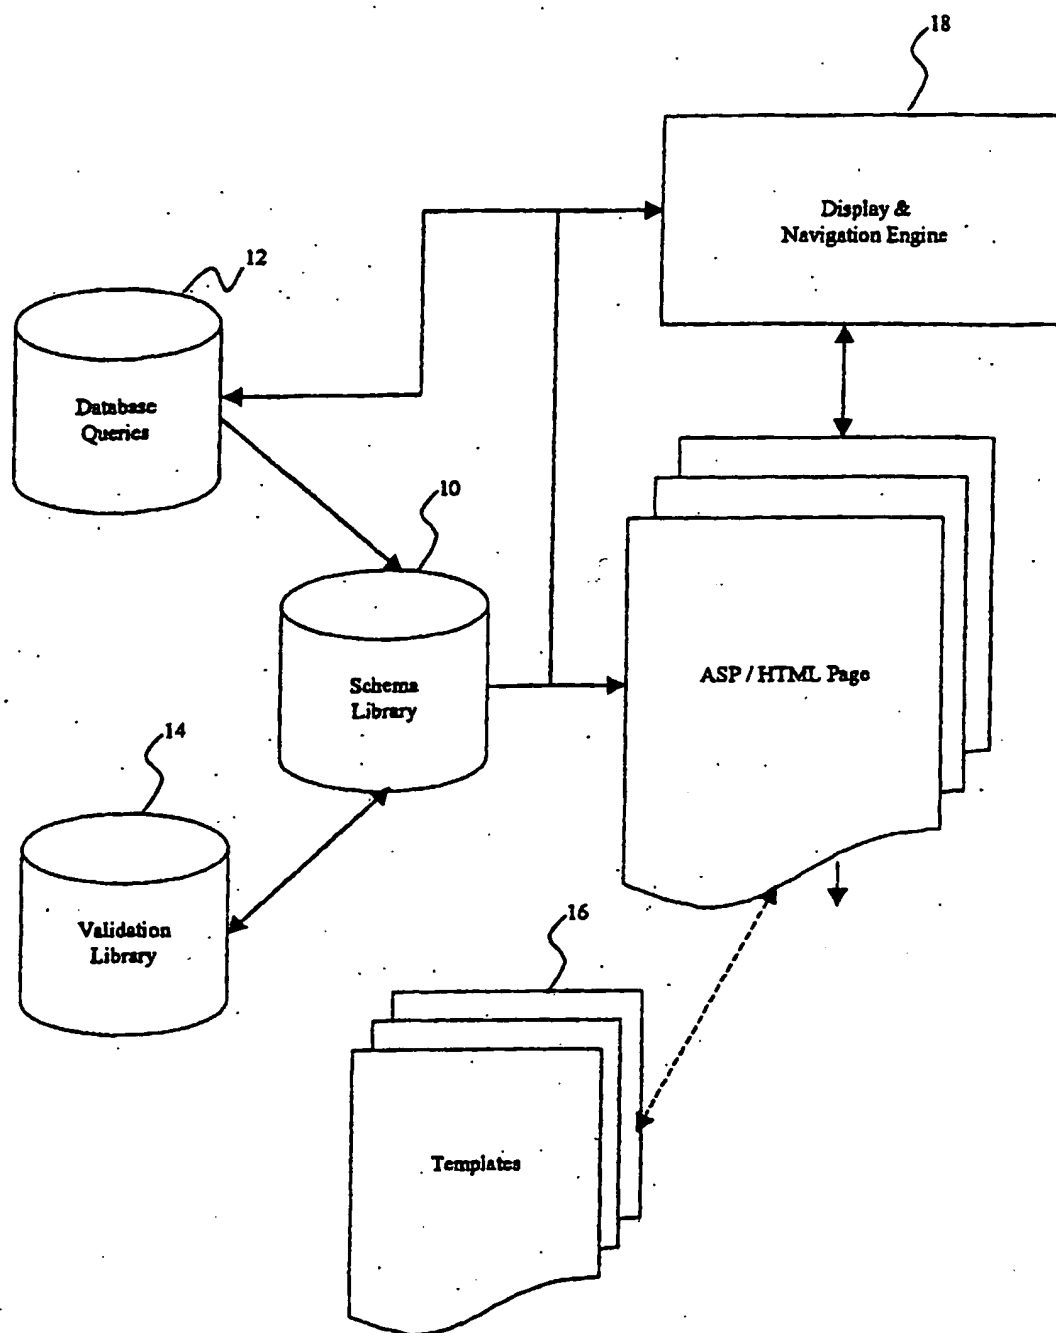 18
Display &
Navigation Engine
12
Database
Queries
10
Schema
Library
ASP / HTML Page
14
Validation
Library
16
Templates